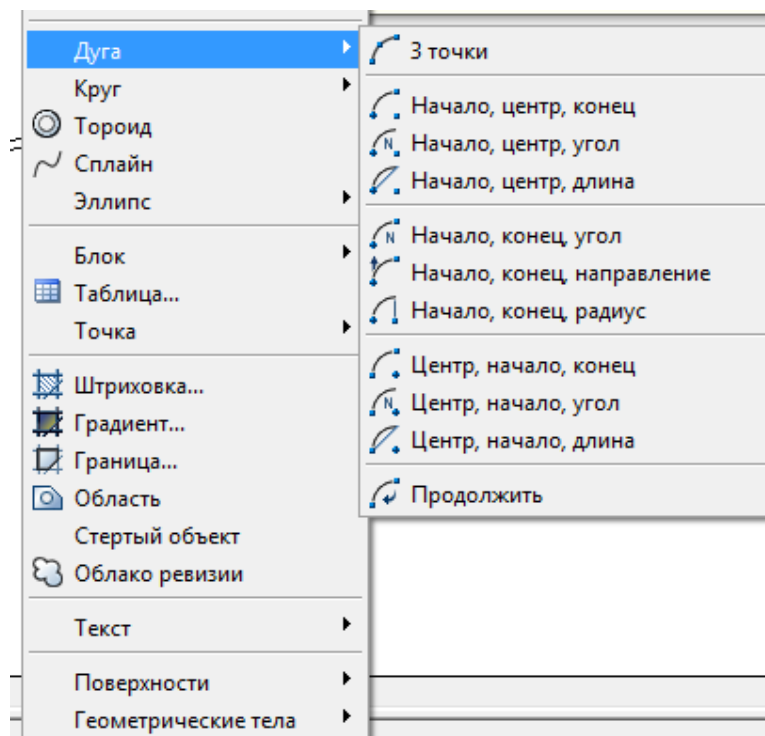 Дуга
Круг
Тороид
Сплайн
Эллипс
Блок
Таблица...
Точка
Штриховка...
Градиент...
Граница...
Область
Стертый объект
Облако ревизии
Текст
Поверхности
Геометрические тела
3 точки
Начало, центр, конец
Начало, центр, угол
Начало, центр, длина
Начало, конец, угол
Начало, конец, направление
Начало, конец, радиус
Центр, начало, конец
Центр, начало, угол
Центр, начало, длина
Продолжить